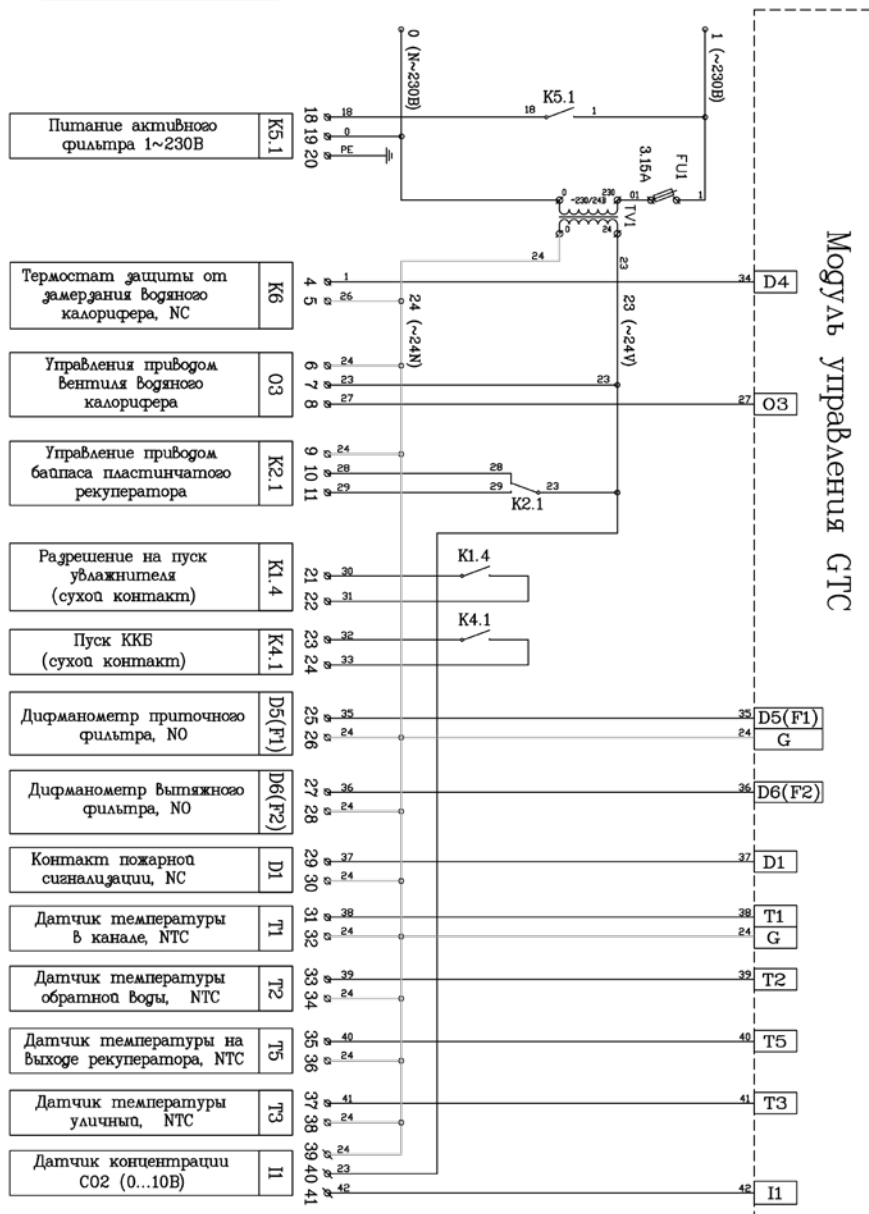 0 (N~230В)
1 (~230В)
Питание активного
фильтра 1~230В
K5.1
18
18
18
K5.1
1
19
0
20
PE
3.15A
FU1
0
~230/24В
230
01
1
TV1
0
24
24
23
Модуль управления GTC
Термостат защиты от
замерзания водяного
калорифера, NC
K6
4
1
34
D4
5
26
24 (~24N)
23 (~24V)
Управления приводом
вентиля водяного
калорифера
O3
6
24
7
23
23
8
27
27
O3
Управление приводом
байпаса пластинчатого
рекуператора
K2.1
9
24
10
28
28
11
29
29
23
K2.1
Разрешение на пуск
увлажнителя
(сухой контакт)
K1.4
21
30
K1.4
22
31
Пуск ККБ
(сухой контакт)
K4.1
23
32
K4.1
24
33
Дифманометр приточного
фильтра, NO
D5(F1)
25
35
35
D5(F1)
26
24
24
G
Дифманометр вытяжного
фильтра, NO
D6(F2)
27
36
36
D6(F2)
28
24
Контакт пожарной
сигнализации, NC
D1
29
37
37
D1
30
24
Датчик температуры
в канале, NTC
T1
31
38
38
T1
32
24
24
G
Датчик температуры
обратной воды, NTC
T2
33
39
39
T2
34
24
Датчик температуры на
выходе рекуператора, NTC
T5
35
40
40
T5
36
24
Датчик температуры
уличный, NTC
T3
37
41
41
T3
38
24
Датчик концентрации
CO2 (0...10В)
I1
39
24
40
23
41
42
42
I1